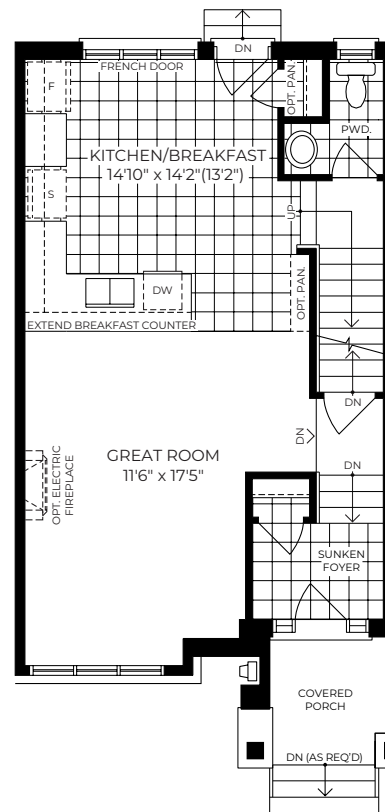 DN
FRENCH DOOR
F
OPT. PAN.
PWD.
KITCHEN/BREAKFAST
14'10" x 14'2"(13'2")
S
UP
DW
OPT. PAN.
EXTEND BREAKFAST COUNTER
DN
DN
GREAT ROOM
11'6" x 17'5"
DN
OPT. ELECTRIC
FIREPLACE
SUNKEN
FOYER
COVERED
PORCH
DN (AS REQ'D)